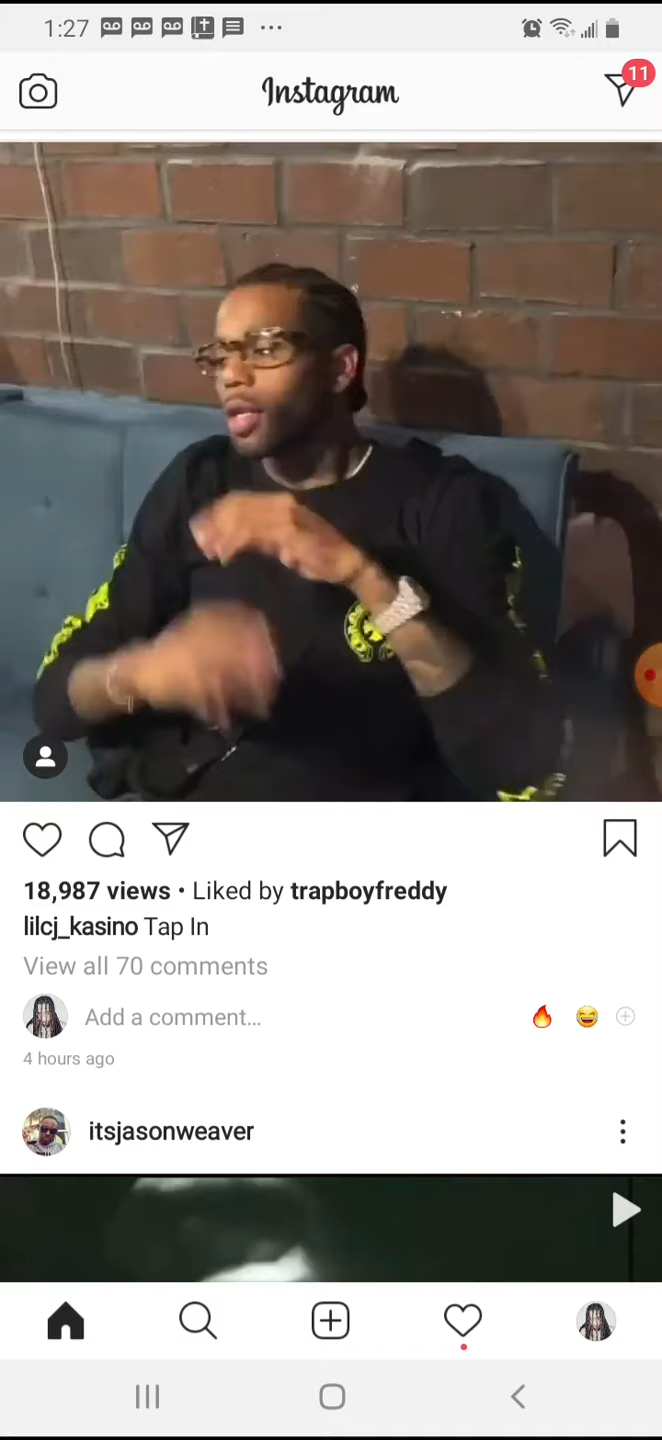 1:27
Instagram
11
18,987 views • Liked by trapboyfreddy
lilcj_kasino Tap In
View all 70 comments
Add a comment...
4 hours ago
itsjasonweaver